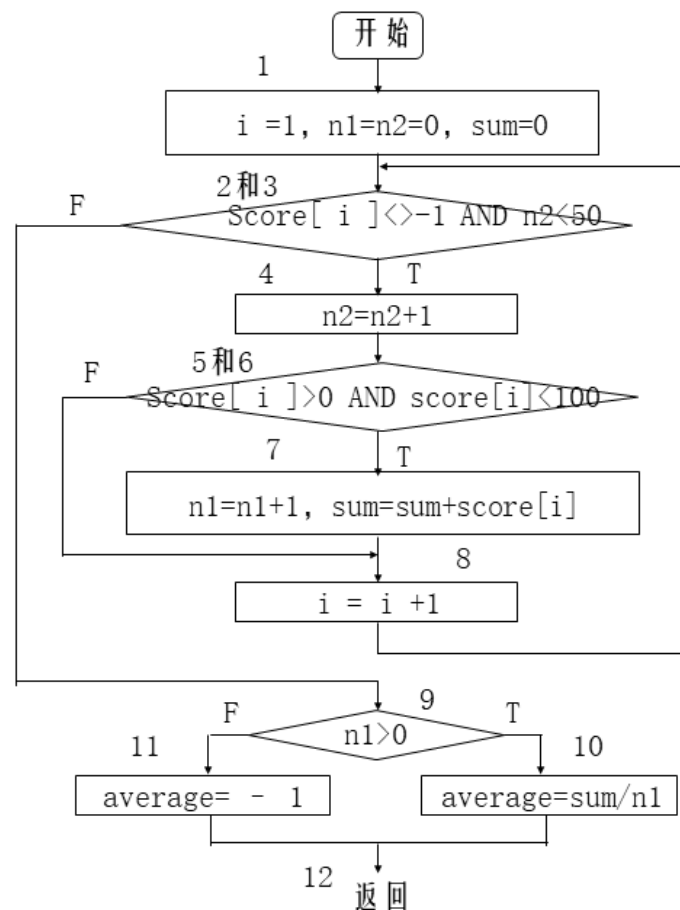 开始
1
i =1, n1=n2=0, sum=0
2和3
F
Score[ i ]<>-1 AND n2<50
4
T
n2=n2+1
5和6
F
Score[ i ]>0 AND score[i]<100
7
T
n1=n1+1, sum=sum+score[i]
8
i = i +1
9
F
T
n1>0
11
10
average= - 1
average=sum/n1
12
返回